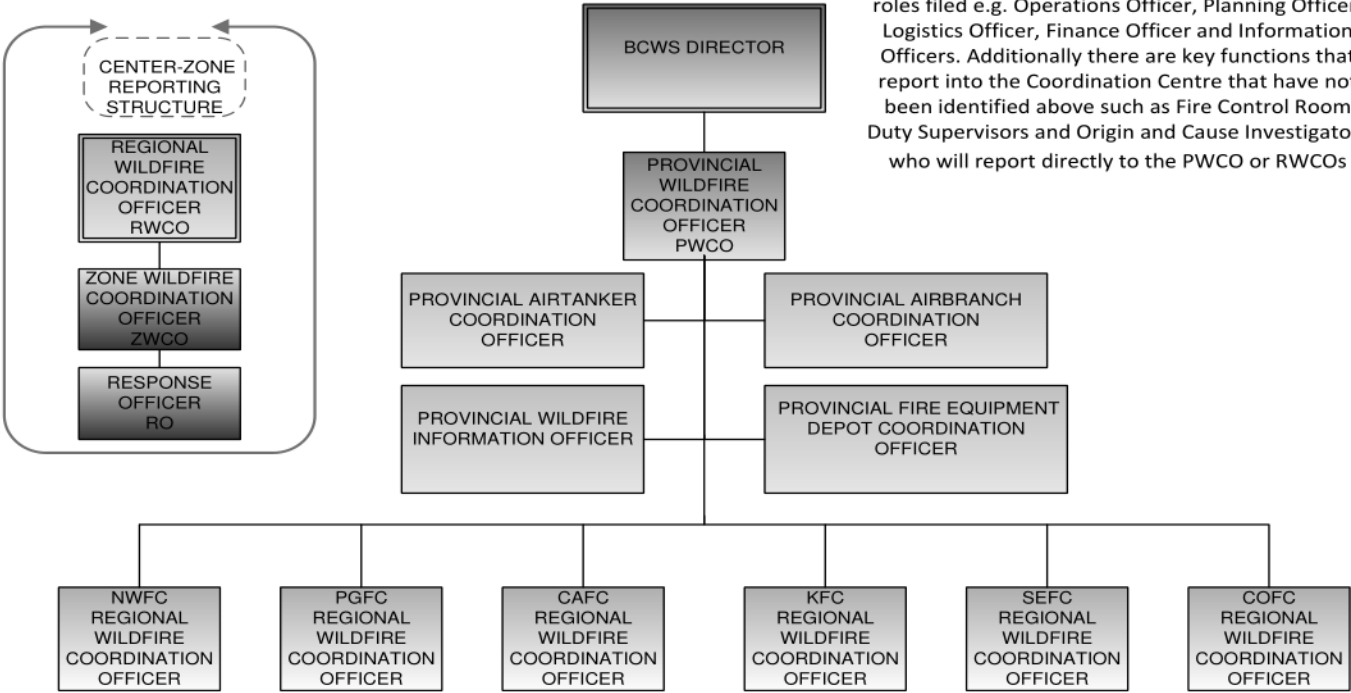 CENTER-ZONE
REPORTING
STRUCTURE
REGIONAL
WILDFIRE
COORDINATION
OFFICER
RWCO
ZONE WILDFIRE
COORDINATION
OFFICER
ZWCO
RESPONSE
OFFICER
RO
BCWS DIRECTOR
roles filed e.g. Operations Officer, Planning Officer
Logistics Officer, Finance Officer and Information
Officers. Additionally there are key functions that
report into the Coordination Centre that have not
been identified above such as Fire Control Room
Duty Supervisors and Origin and Cause Investigato
who will report directly to the PWCO or RWCOs
PROVINCIAL
WILDFIRE
COORDINATION
OFFICER
PWCO
PROVINCIAL AIRTANKER
COORDINATION
OFFICER
PROVINCIAL AIRBRANCH
COORDINATION
OFFICER
PROVINCIAL WILDFIRE
INFORMATION OFFICER
PROVINCIAL FIRE EQUIPMENT
DEPOT COORDINATION
OFFICER
NWFC
REGIONAL
WILDFIRE
COORDINATION
OFFICER
PGFC
REGIONAL
WILDFIRE
COORDINATION
OFFICER
CAFC
REGIONAL
WILDFIRE
COORDINATION
OFFICER
KFC
REGIONAL
WILDFIRE
COORDINATION
OFFICER
SEFC
REGIONAL
WILDFIRE
COORDINATION
OFFICER
COFC
REGIONAL
WILDFIRE
COORDINATION
OFFICER